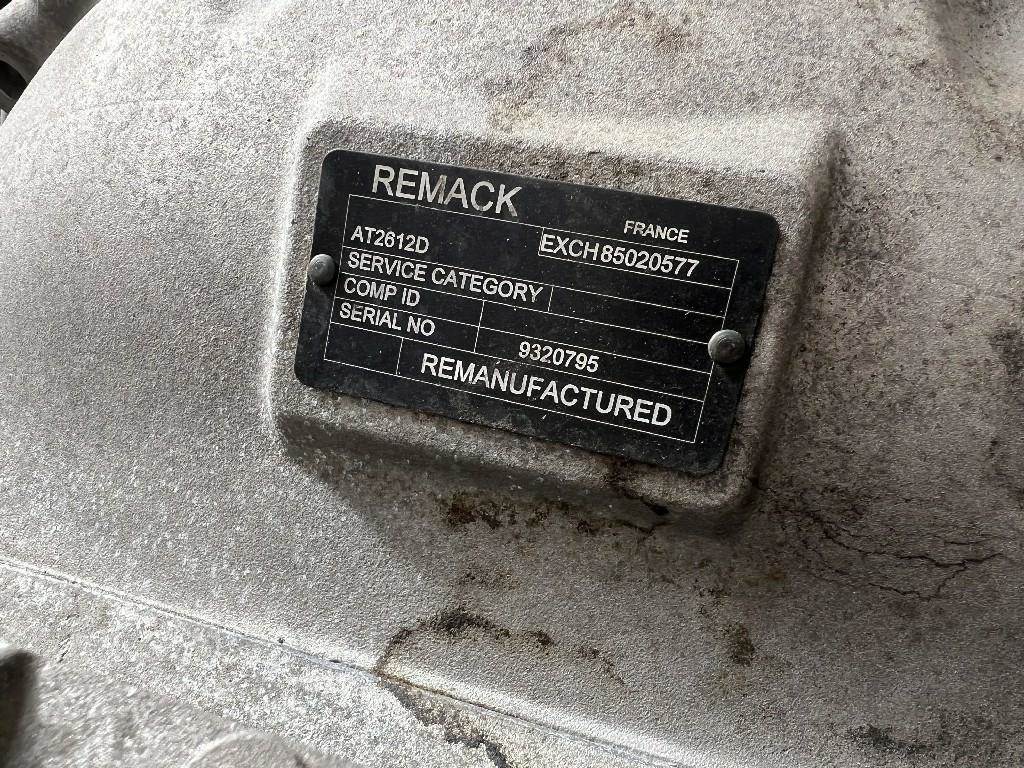 REMACK
FRANCE
AT2612D
EXCH85020577
SERVICE CATEGORY
COMP ID
SERIAL NO
9320795
REMANUFACTURED